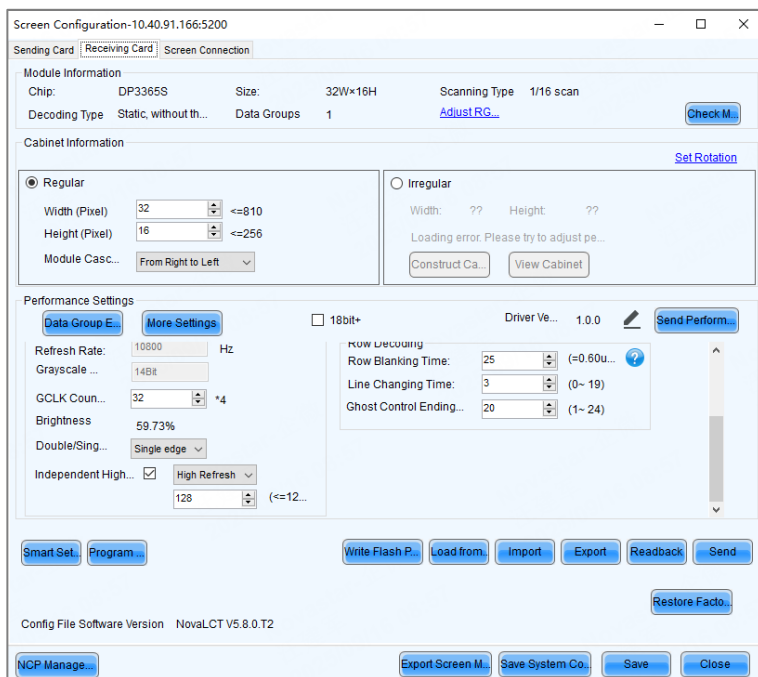 Screen Configuration-10.40.91.166:5200
Sending Card Receiving Card Screen Connection
Module Information
Chip: DP3365S Size: 32W×16H Scanning Type 1/16 scan
Decoding Type Static, without th... Data Groups 1 Adjust RG... Check M...
Cabinet Information
Set Rotation
Regular Irregular
Width (Pixel) 32 <=810 Width: ?? Height: ??
Height (Pixel) 16 <=256 Loading error. Please try to adjust pe...
Module Casc... From Right to Left Construct Ca... View Cabinet
Performance Settings
Data Group E... More Settings 18bit+ Driver Ve... 1.0.0 Send Perform...
Refresh Rate: 10800 Hz Row Decoding
Grayscale ... 14Bit Row Blanking Time: 25 (=0.60u...
GCLK Coun... 32 *4 Line Changing Time: 3 (0~ 19)
Brightness 59.73% Ghost Control Ending... 20 (1~ 24)
Double/Sing... Single edge
Independent High... High Refresh
128 (<=12...
Smart Set... Program ... Write Flash P... Load from. Import Export Readback Send
Restore Facto...
Config File Software Version NovaLCT V5.8.0.T2
NCP Manage... Export Screen M... Save System Co... Save Close